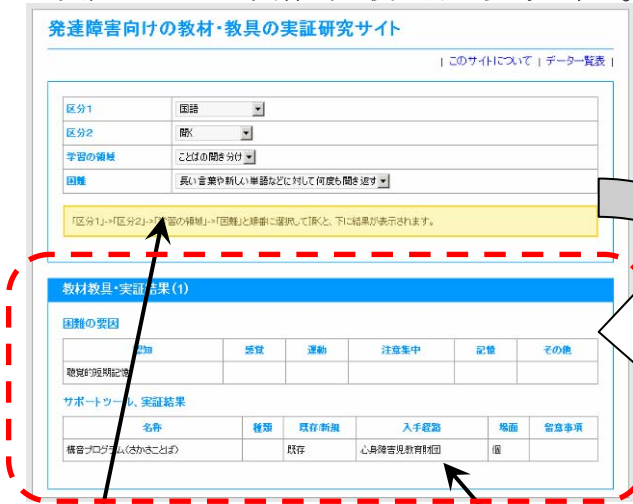 発達障害向けの教材・教具の実証研究サイト
| このサイトについて | データ一覧表 |
区分1 国語
区分2 聞く
学習の領域 ことばの聞き分け
困難 長い言葉や新しい単語などに対して何度も聞き返す
「区分1」->「区分2」->「学習の領域」->「困難」と順番に選択して頂くと、下に結果が表示されます。
教材教具・実証結果(1)
困難の要因
認知 感覚 運動 注意集中 記憶 その他
聴覚的短期記憶
サポートツール、実証結果
名称 種類 既存/新規 入手経路 場面 留意事項
構音プログラム(さかさことば) 既存 心身障害児教育財団 個